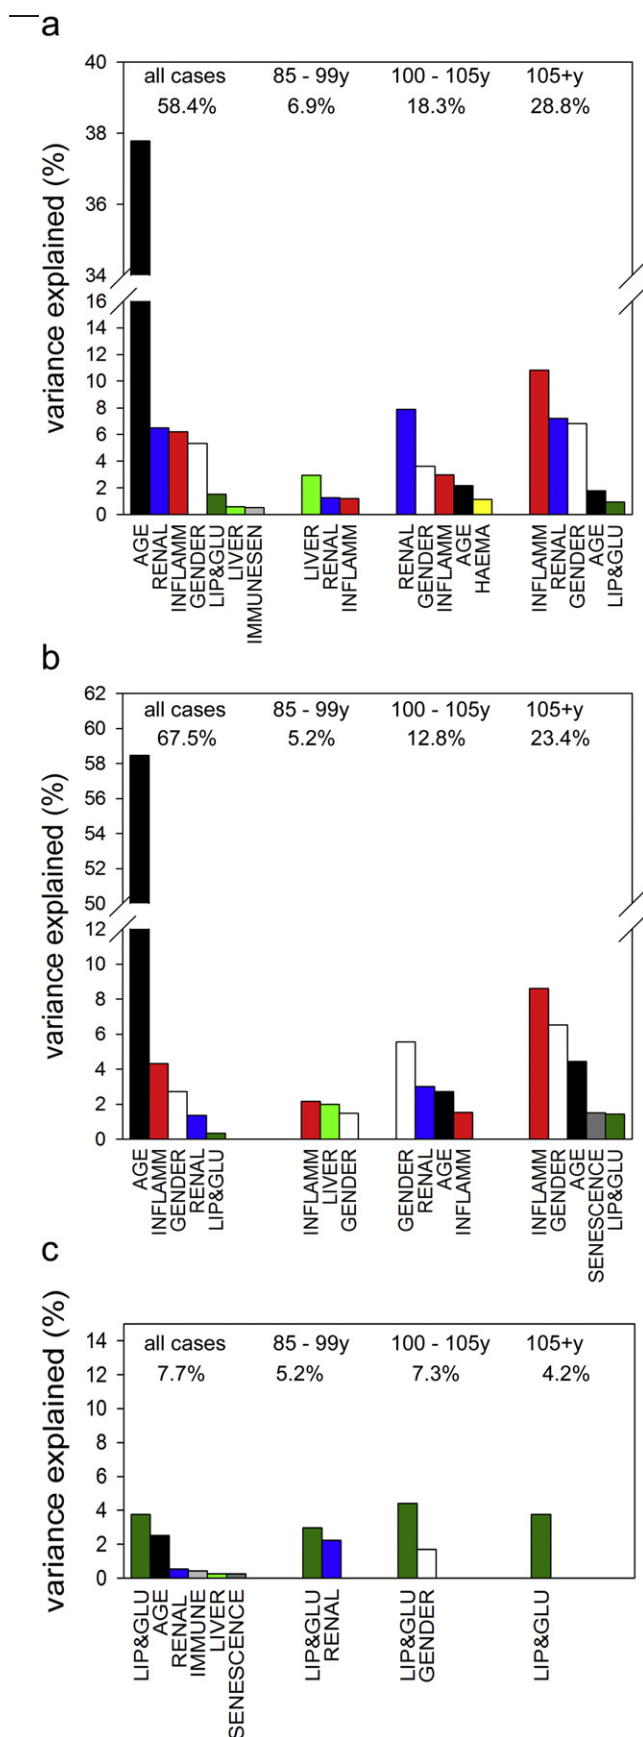 a
variance explained (%)
all cases 85 - 99y 100 - 105y 105+y
58.4% 6.9% 18.3% 28.8%
40
38
36
34
16
14
12
10
8
6
4
2
0
AGE RENAL INFLAMM GENDER LIP&GLU LIVER IMMUNESEN LIVER RENAL INFLAMM RENAL GENDER INFLAMM AGE HAEMA INFLAMM RENAL GENDER AGE LIP&GLU
b
variance explained (%)
all cases 85 - 99y 100 - 105y 105+y
67.5% 5.2% 12.8% 23.4%
62
60
58
56
54
52
50
12
10
8
6
4
2
0
AGE INFLAMM GENDER RENAL LIP&GLU INFLAMM LIVER GENDER GENDER RENAL AGE INFLAMM INFLAMM GENDER AGE SENESCENCE LIP&GLU
c
variance explained (%)
all cases 85 - 99y 100 - 105y 105+y
7.7% 5.2% 7.3% 4.2%
14
12
10
8
6
4
2
0
LIP&GLU AGE RENAL IMMUNE LIVER SENESCENCE LIP&GLU RENAL LIP&GLU GENDER LIP&GLU